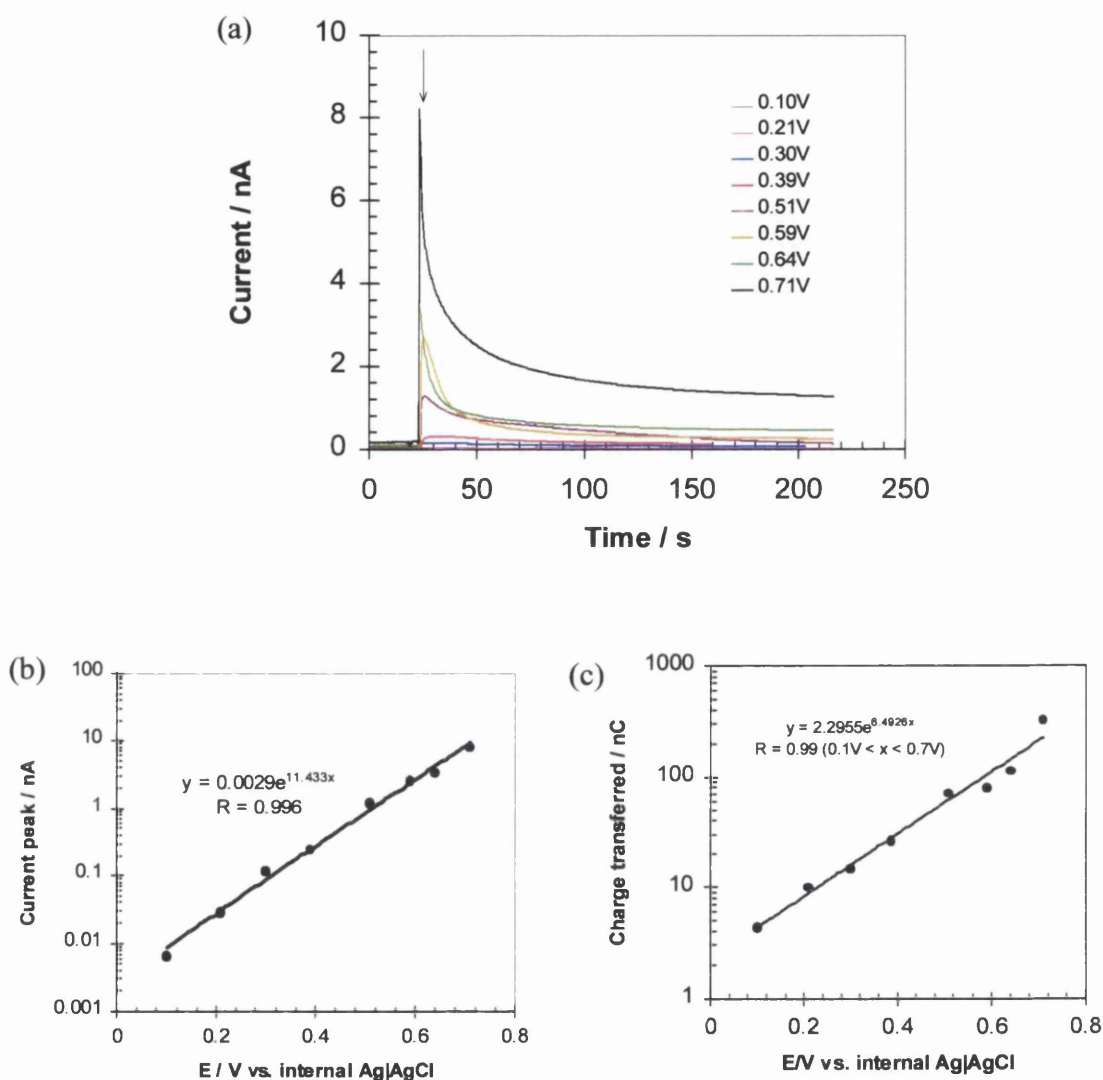 (a)
10
8
6
4
2
0
Current / nA
0 50 100 150 200 250
Time / s
0.10V
0.21V
0.30V
0.39V
0.51V
0.59V
0.64V
0.71V
(b)
100
10
1
0.1
0.01
0.001
Current peak / nA
y = 0.0029e^11.433x
R = 0.996
0 0.2 0.4 0.6 0.8
E / V vs. internal Ag|AgCl
(c)
1000
100
10
1
Charge transferred / nC
y = 2.2955e^6.4926x
R = 0.99 (0.1V < x < 0.7V)
0 0.2 0.4 0.6 0.8
E/V vs. internal Ag|AgCl